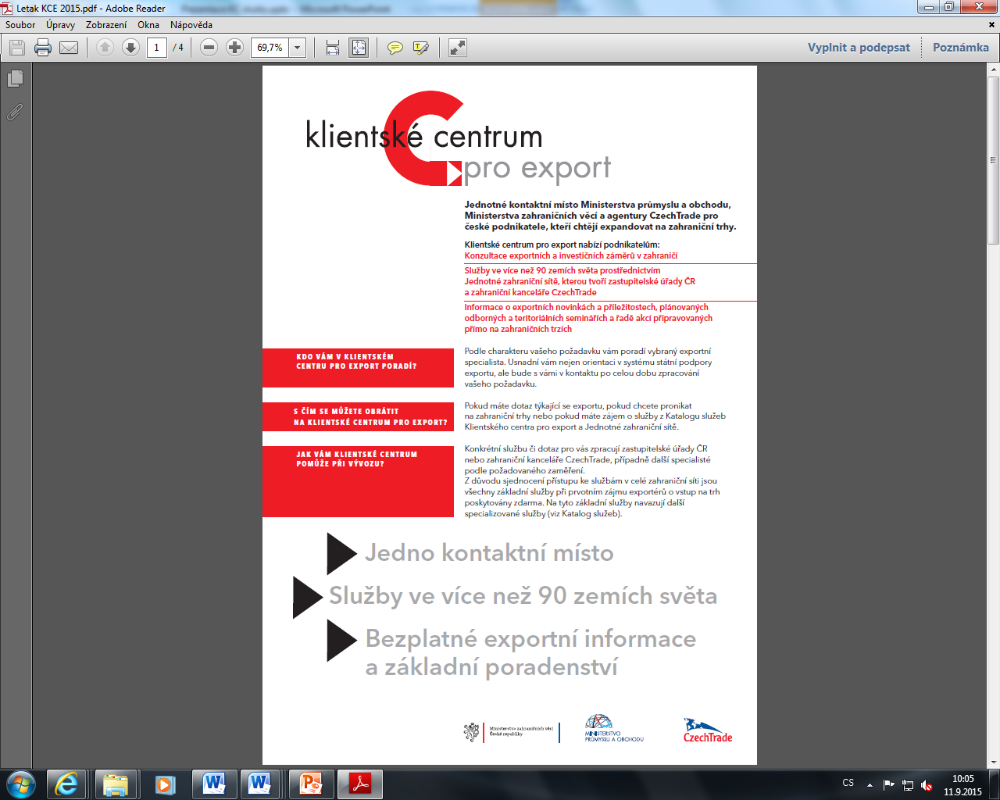 Letak KCE 2015.pdf - Adobe Reader
Soubor Úpravy Zobrazení Okna Nápověda
1 / 4 69,7% Vyplnit a podepsat Poznámka
klientské centrum
pro export
Jednotné kontaktní místo Ministerstva průmyslu a obchodu,
Ministerstva zahraničních věcí a agentury CzechTrade pro
české podnikatele, kteří chtějí expandovat na zahraniční trhy.
Klientské centrum pro export nabízí podnikatelům:
Konzultace exportních a investičních záměrů v zahraničí
Služby ve více než 90 zemích světa prostřednictvím
Jednotné zahraniční sítě, kterou tvoří zastupitelské úřady ČR
a zahraniční kanceláře CzechTrade
Informace o exportních novinkách a příležitostech, plánovaných
odborných a teritoriálních seminářích a řadě akcí připravovaných
přímo na zahraničních trzích
KDO VÁM V KLIENTSKÉM
CENTRU PRO EXPORT PORADÍ?
Podle charakteru vašeho požadavku vám poradí vybraný exportní
specialista. Usnadní vám nejen orientaci v systému státní podpory
exportu, ale bude s vámi v kontaktu po celou dobu zpracování
vašeho požadavku.
S ČÍM SE MŮŽETE OBRÁTIT
NA KLIENTSKÉ CENTRUM PRO EXPORT?
Pokud máte dotaz týkající se exportu, pokud chcete pronikat
na zahraniční trhy nebo pokud máte zájem o služby z Katalogu služeb
Klientského centra pro export a Jednotné zahraniční sítě.
JAK VÁM KLIENTSKÉ CENTRUM
POMŮŽE PŘI VÝVOZU?
Konkrétní službu či dotaz pro vás zpracují zastupitelské úřady ČR
nebo zahraniční kanceláře CzechTrade, případně další specialisté
podle požadovaného zaměření.
Z důvodu sjednocení přístupu ke službám v celé zahraniční síti jsou
všechny základní služby při prvotním zájmu exportérů o vstup na trh
poskytovány zdarma. Na tyto základní služby navazují další
specializované služby (viz Katalog služeb).
Jedno kontaktní místo
Služby ve více než 90 zemích světa
Bezplatné exportní informace
a základní poradenství
Ministerstvo zahraničních věcí
České republiky
MINISTERSTVO
PRŮMYSLU A OBCHODU
CzechTrade
CS
10:05
11.9.2015